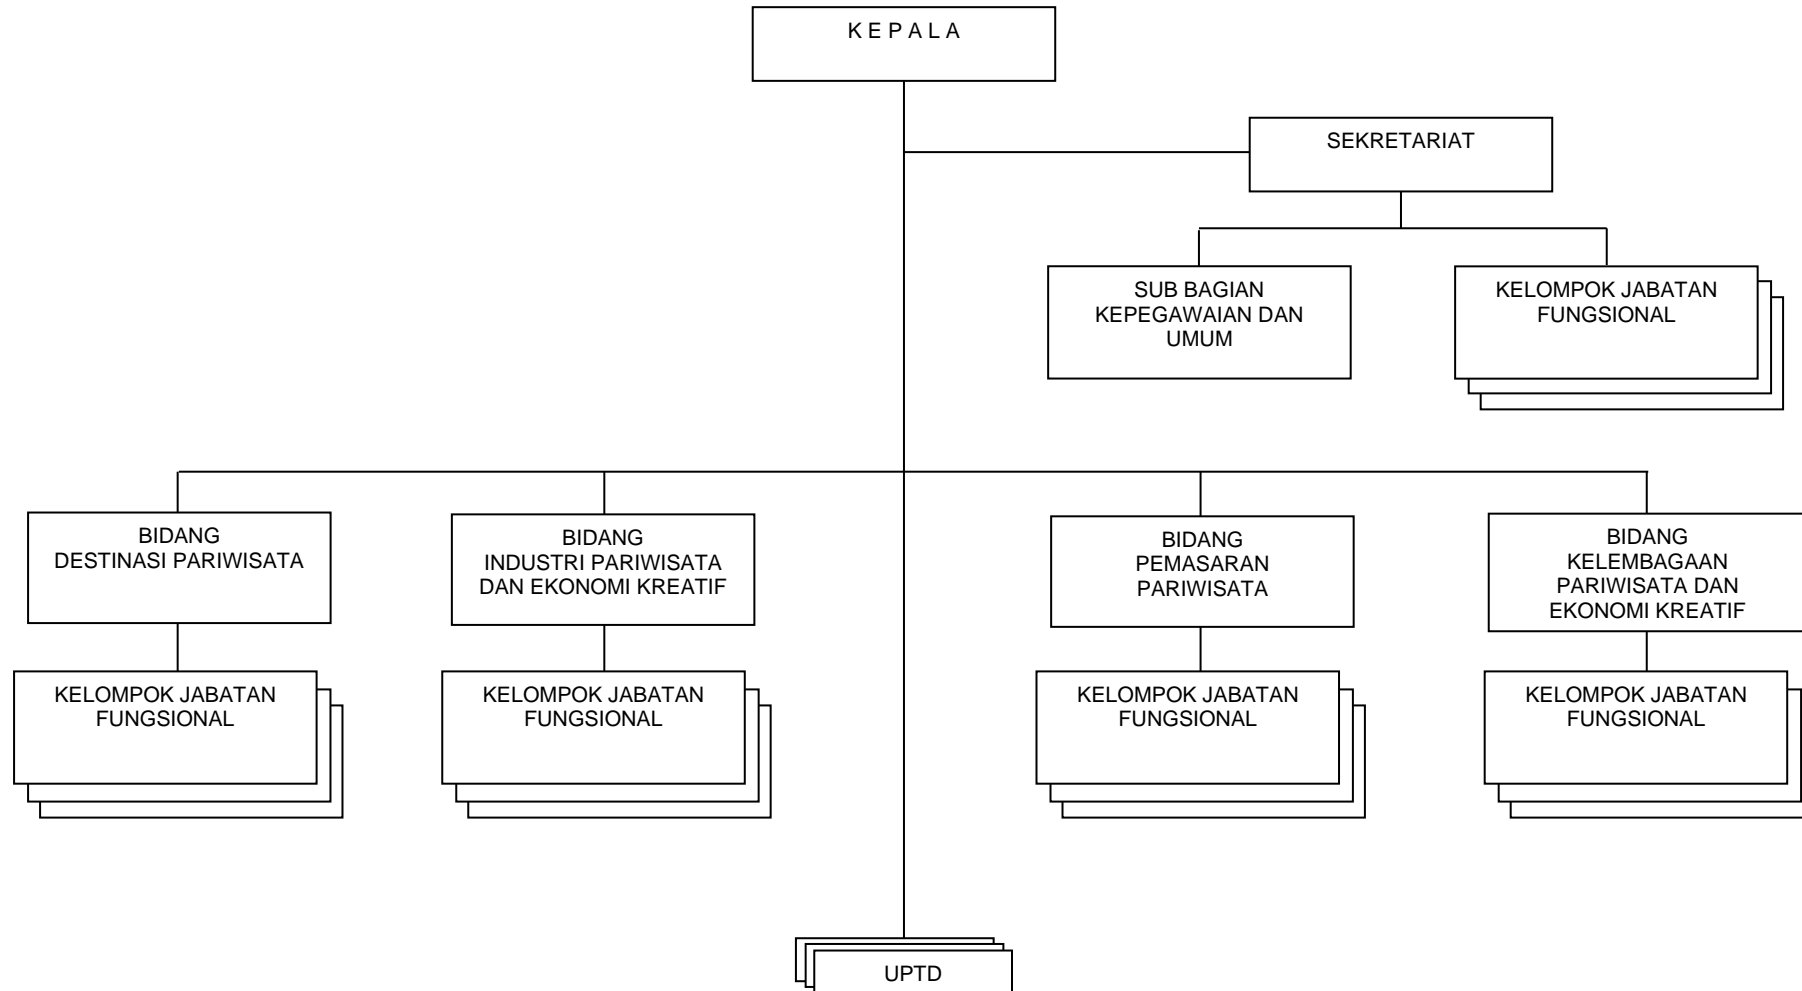 K E P A L A
SEKRETARIAT
SUB BAGIAN
KEPEGAWAIAN DAN
UMUM
KELOMPOK JABATAN
FUNGSIONAL
BIDANG
DESTINASI PARIWISATA
BIDANG
INDUSTRI PARIWISATA
DAN EKONOMI KREATIF
BIDANG
PEMASARAN
PARIWISATA
BIDANG
KELEMBAGAAN
PARIWISATA DAN
EKONOMI KREATIF
KELOMPOK JABATAN
FUNGSIONAL
KELOMPOK JABATAN
FUNGSIONAL
KELOMPOK JABATAN
FUNGSIONAL
KELOMPOK JABATAN
FUNGSIONAL
UPTD